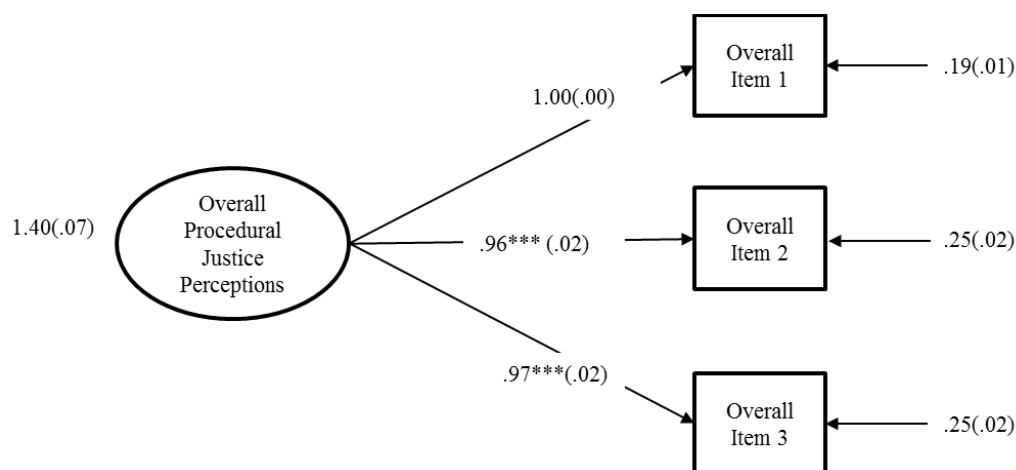 Overall
Item 1
.19(.01)
1.00(.00)
Overall
Procedural
Justice
Perceptions
1.40(.07)
.96*** (.02)
Overall
Item 2
.25(.02)
.97***(.02)
Overall
Item 3
.25(.02)